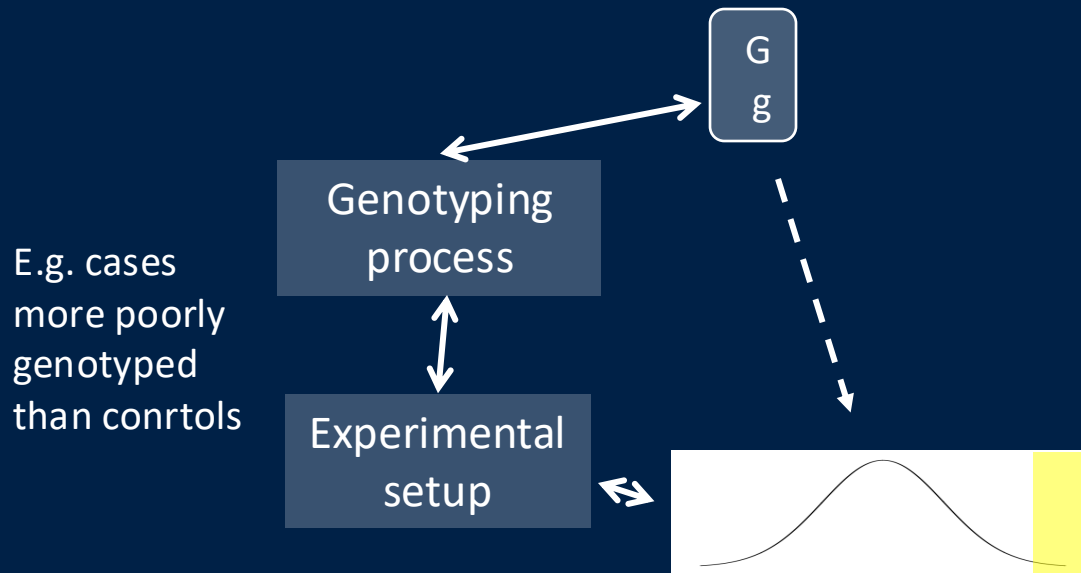 G
g
Genotyping
process
E.g. cases
more poorly
genotyped
than conrtols
Experimental
setup